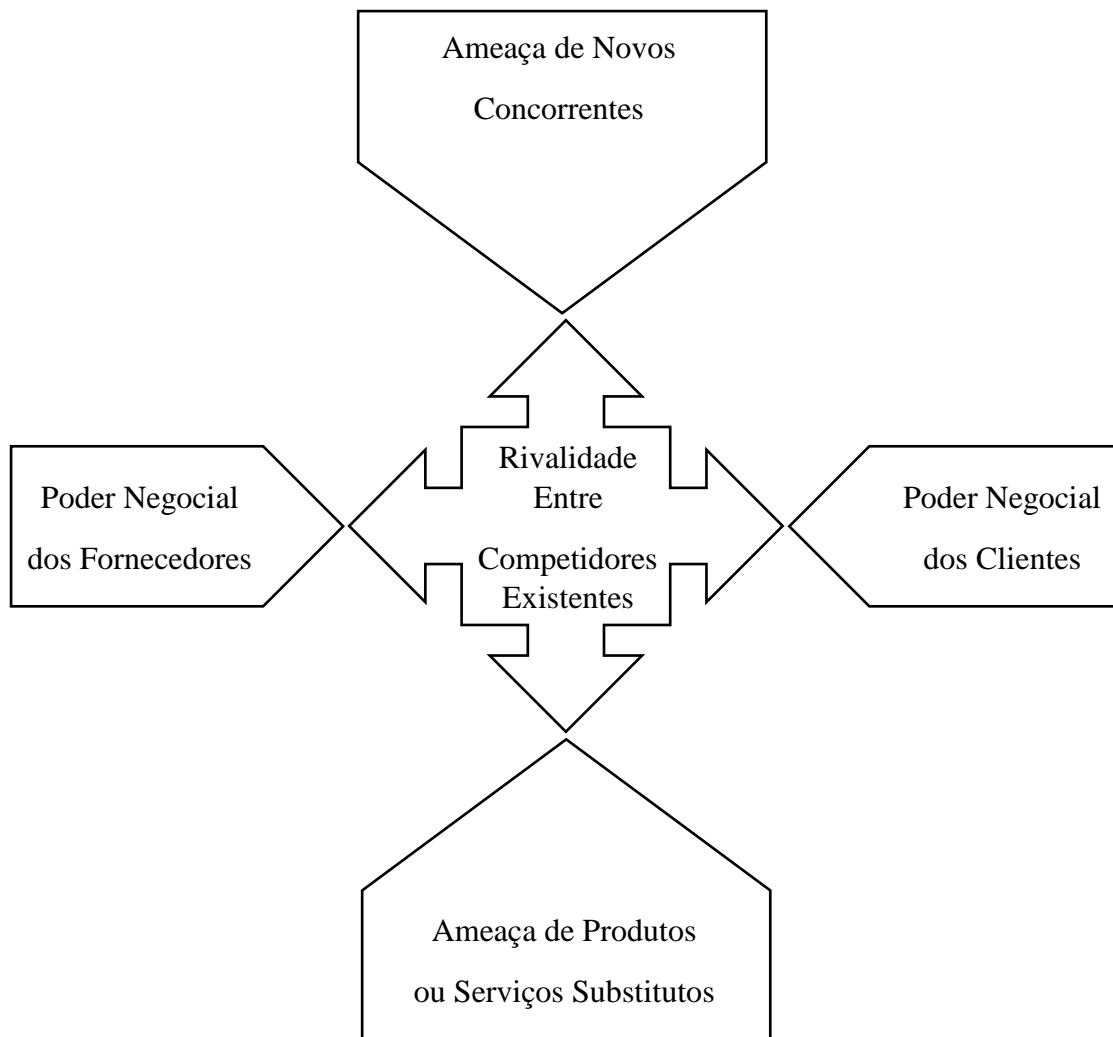 Ameaça de Novos
Concorrentes
Poder Negocial
dos Fornecedores
Rivalidade
Entre
Competidores
Existentes
Poder Negocial
dos Clientes
Ameaça de Produtos
ou Serviços Substitutos